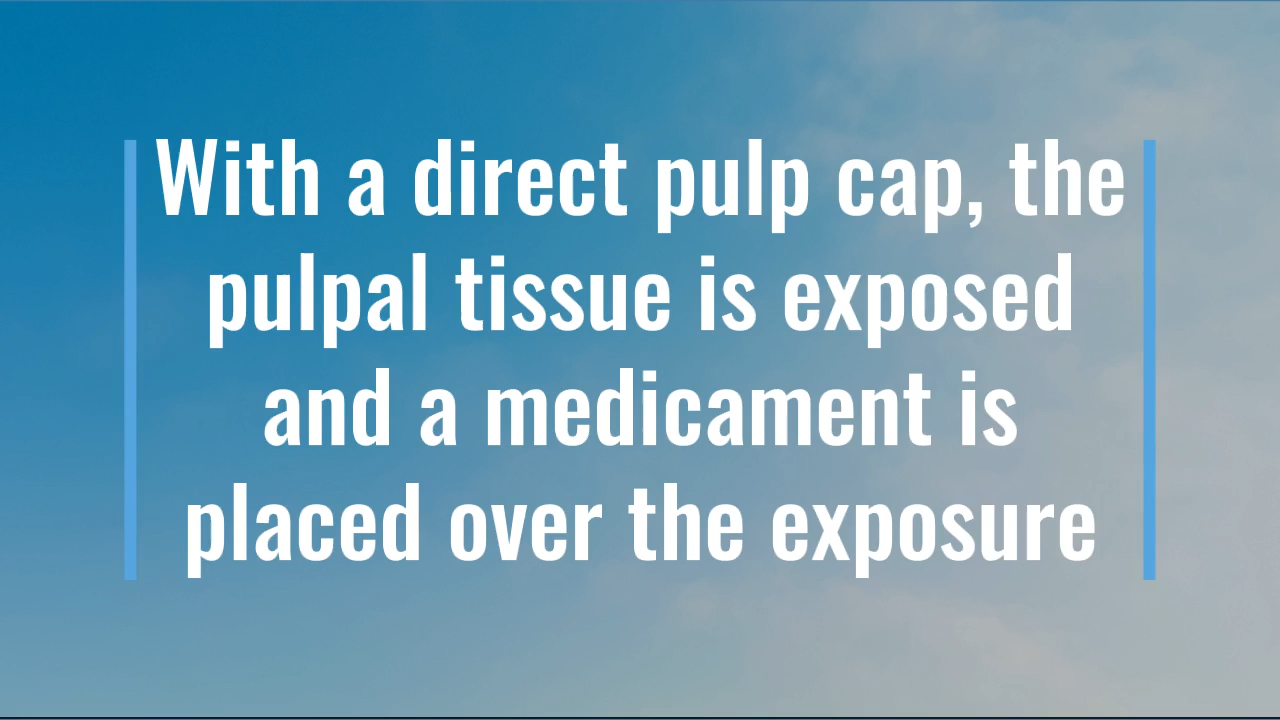 With a direct pulp cap, the
pulpal tissue is exposed
and a medicament is
placed over the exposure